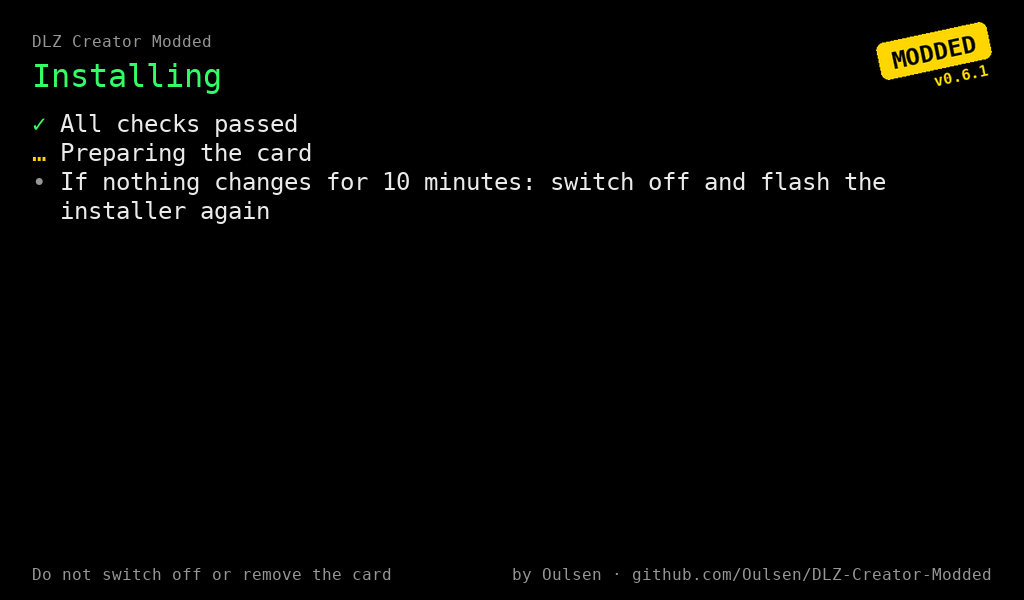 DLZ Creator Modded
MODDED
Installing
v0.6.1
✓ All checks passed
… Preparing the card
• If nothing changes for 10 minutes: switch off and flash the
installer again
Do not switch off or remove the card
by Oulsen · github.com/Oulsen/DLZ-Creator-Modded